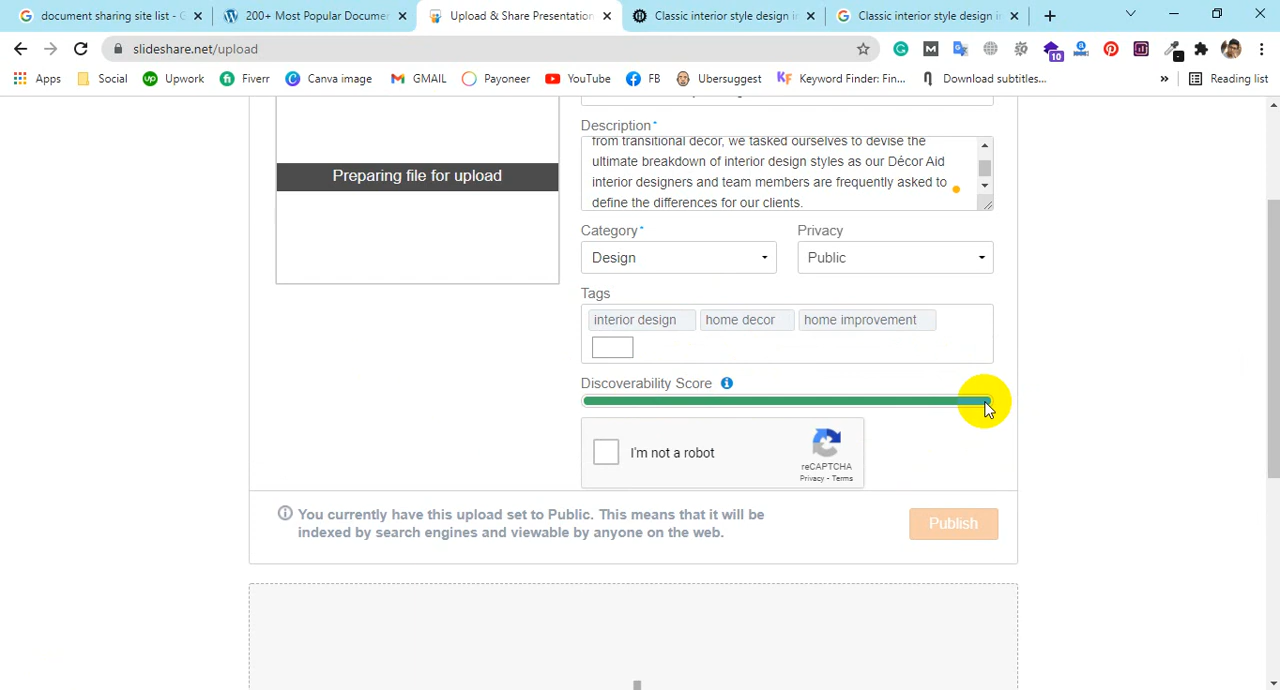 document sharing site list - G
200+ Most Popular Documen
Upload & Share Presentation
Classic interior style design in
Classic interior style design in
slideshare.net/upload
10
Apps
Social
Upwork
Fiverr
Canva image
GMAIL
Payoneer
YouTube
FB
Ubersuggest
Keyword Finder: Fin...
Download subtitles...
»
Reading list
Description*
from transitional decor, we tasked ourselves to devise the
ultimate breakdown of interior design styles as our Décor Aid
interior designers and team members are frequently asked to
define the differences for our clients.
Preparing file for upload
Category*
Privacy
Design
Public
Tags
interior design
home decor
home improvement
Discoverability Score
I'm not a robot
reCAPTCHA
Privacy - Terms
You currently have this upload set to Public. This means that it will be
indexed by search engines and viewable by anyone on the web.
Publish